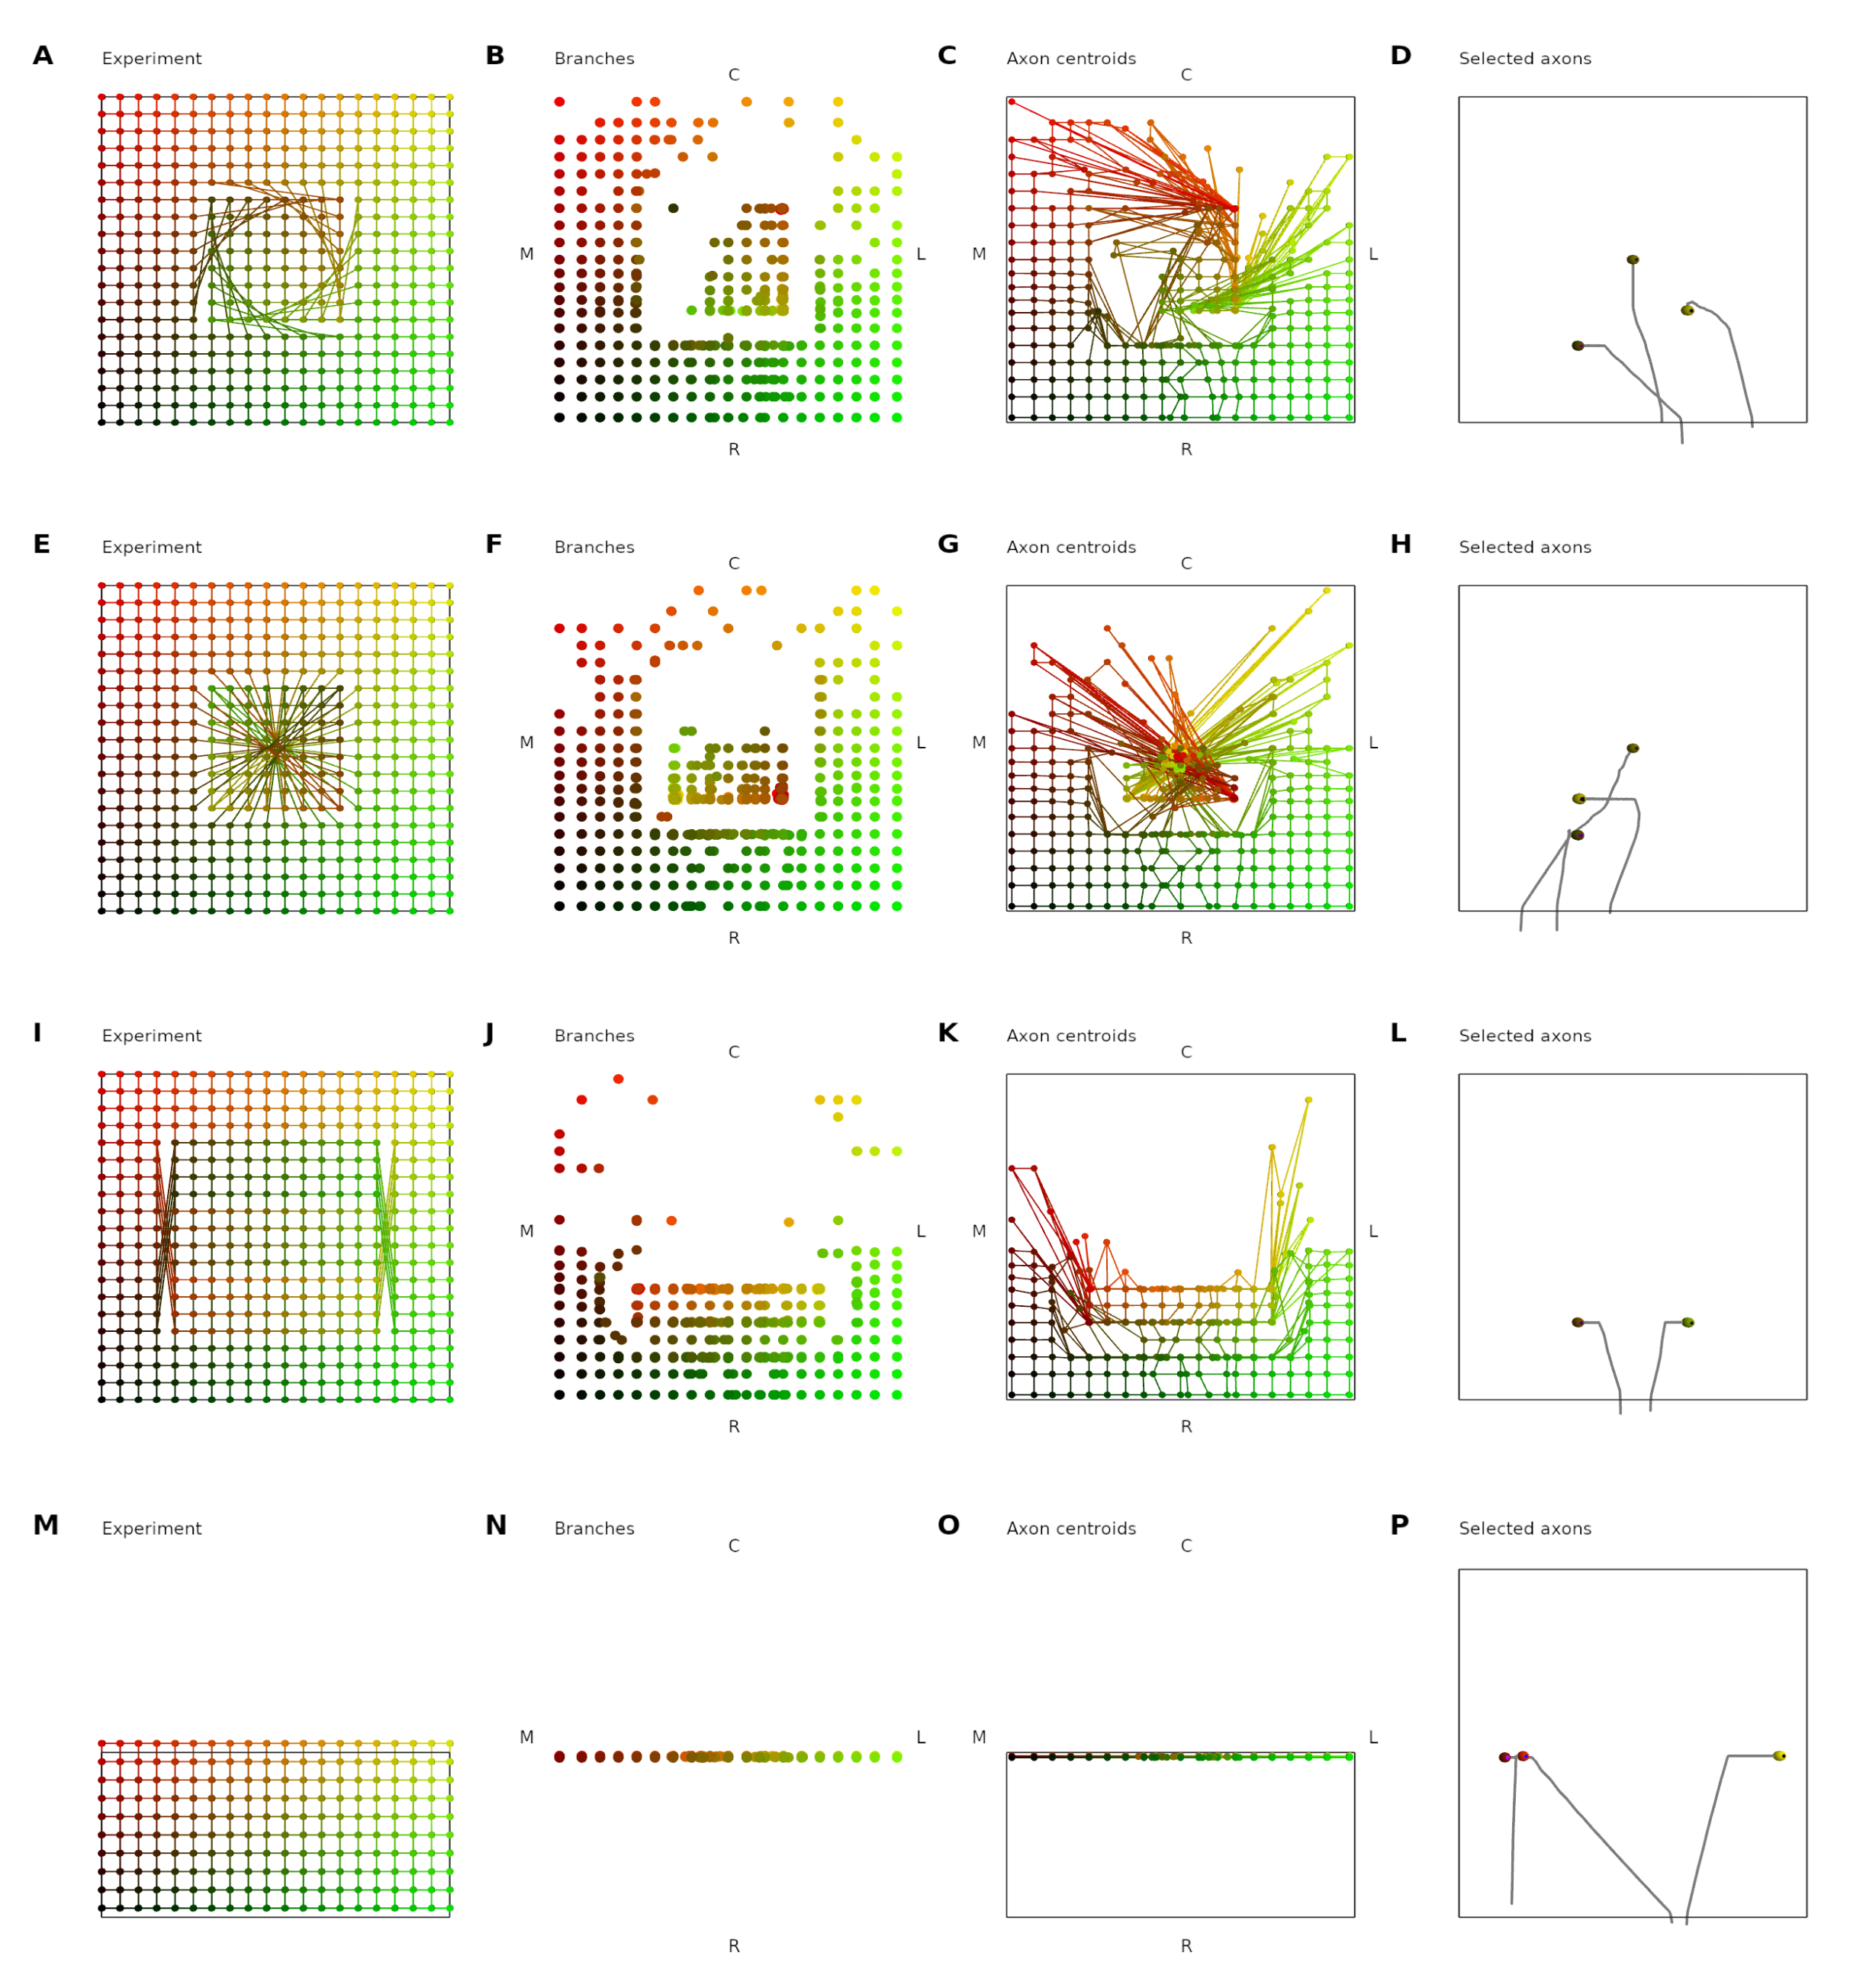 A Experiment B Branches C Axon centroids D Selected axons
C C
M L M L
R R
E Experiment F Branches G Axon centroids H Selected axons
C C
M L M L
R R
I Experiment J Branches K Axon centroids L Selected axons
C C
M L M L
R R
M Experiment N Branches O Axon centroids P Selected axons
C C
M L M L
R R